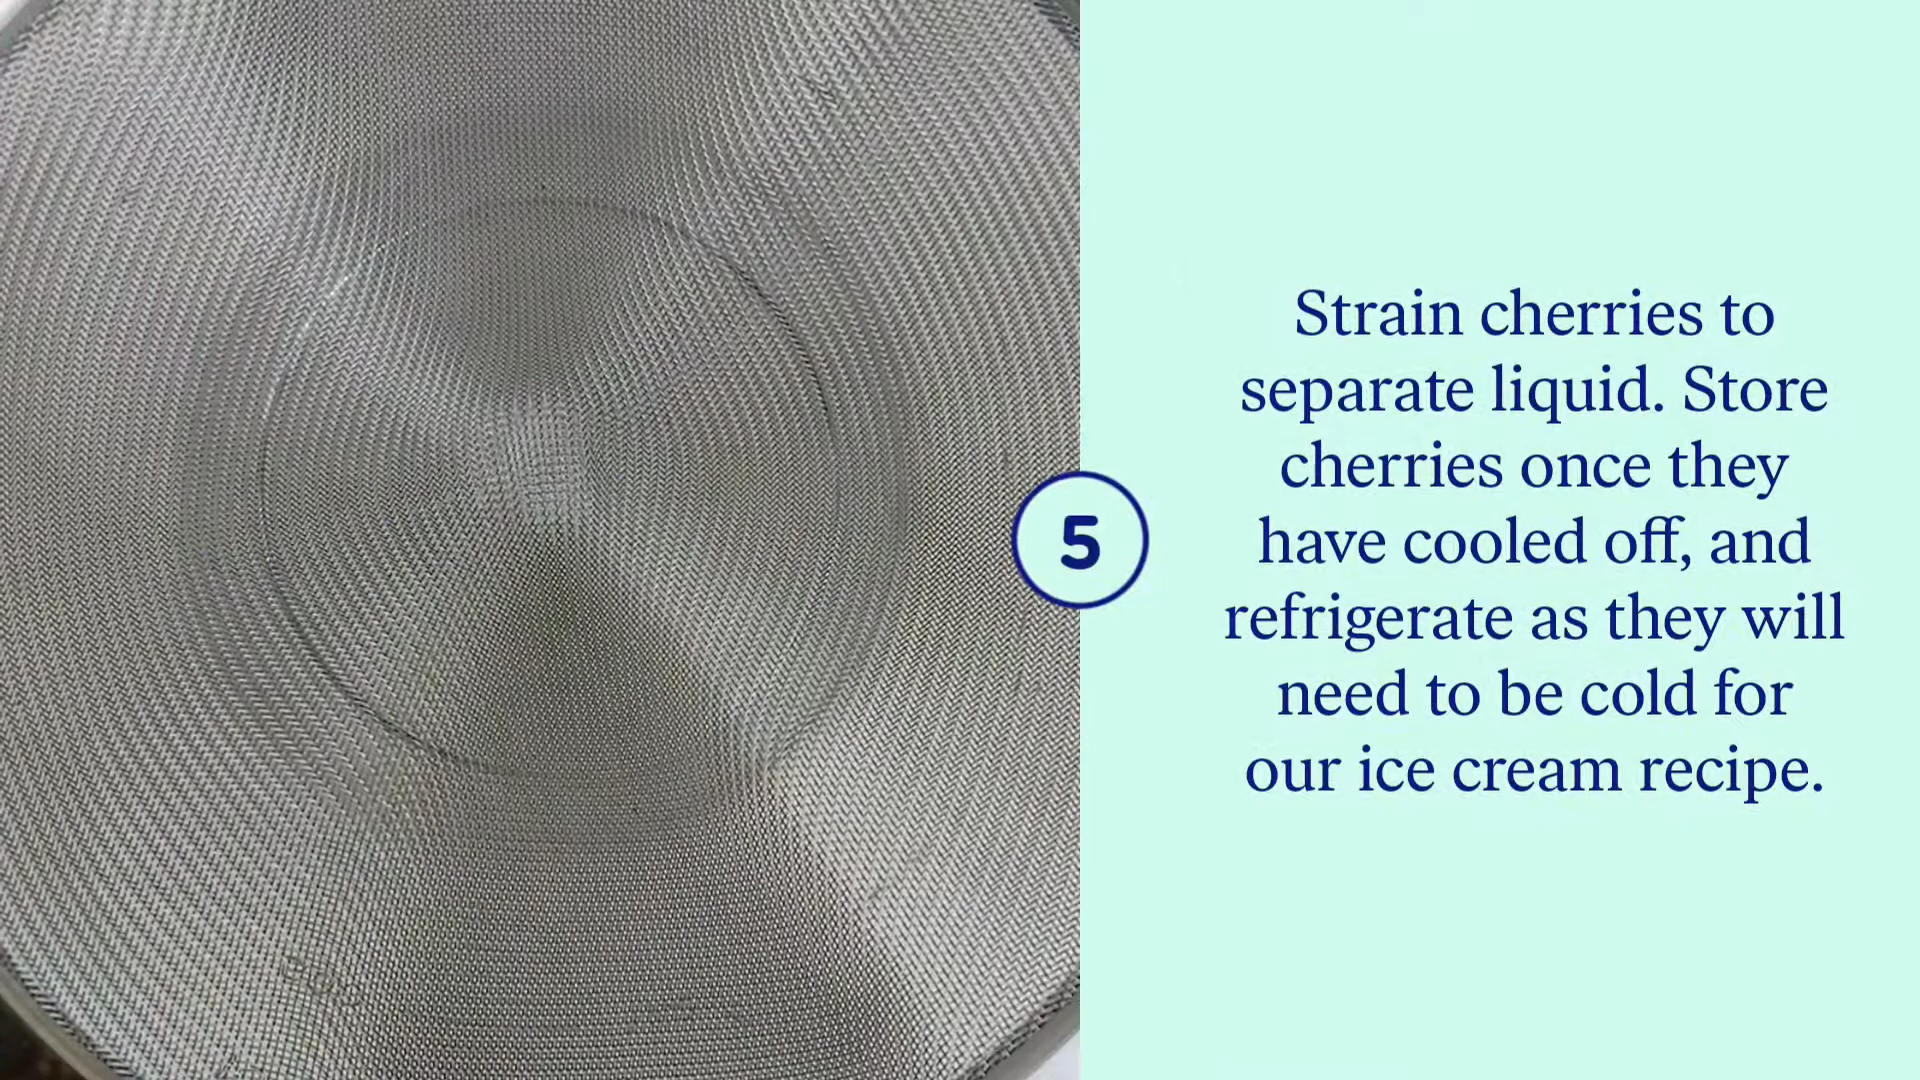 5
Strain cherries to
separate liquid. Store
cherries once they
have cooled off, and
refrigerate as they will
need to be cold for
our ice cream recipe.